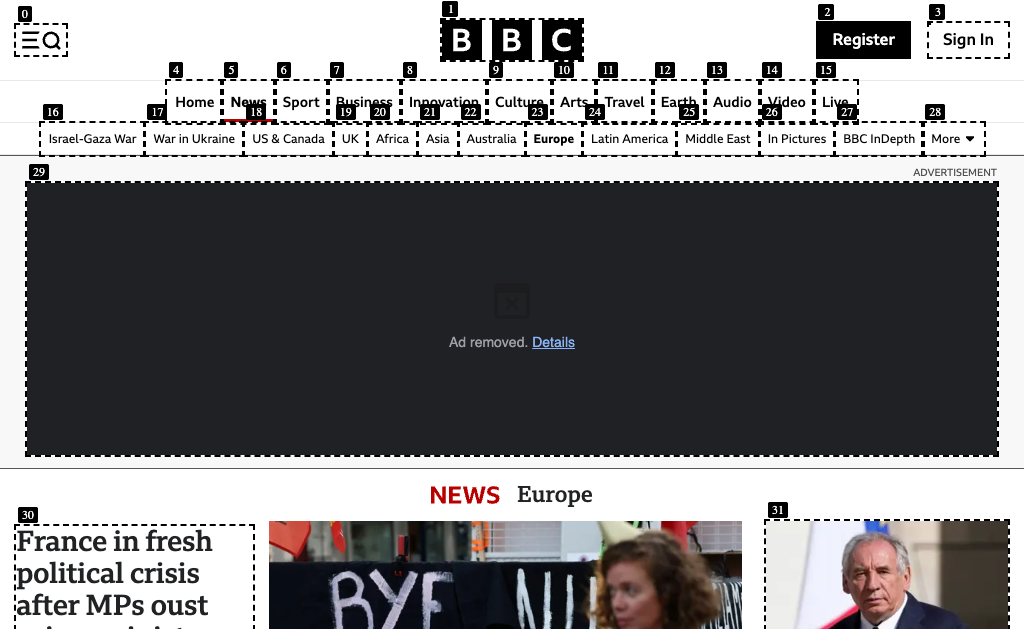 0
1
2
3
BBC
Register
Sign In
4
5
6
7
8
9
10
11
12
13
14
15
Home
News
Sport
Business
Innovation
Culture
Arts
Travel
Earth
Audio
Video
Live
16
17
18
19
20
21
22
23
24
25
26
27
28
Israel-Gaza War
War in Ukraine
US & Canada
UK
Africa
Asia
Australia
Europe
Latin America
Middle East
In Pictures
BBC InDepth
More
29
ADVERTISEMENT
Ad removed. Details
NEWS Europe
30
31
France in fresh
political crisis
after MPs oust
BYE